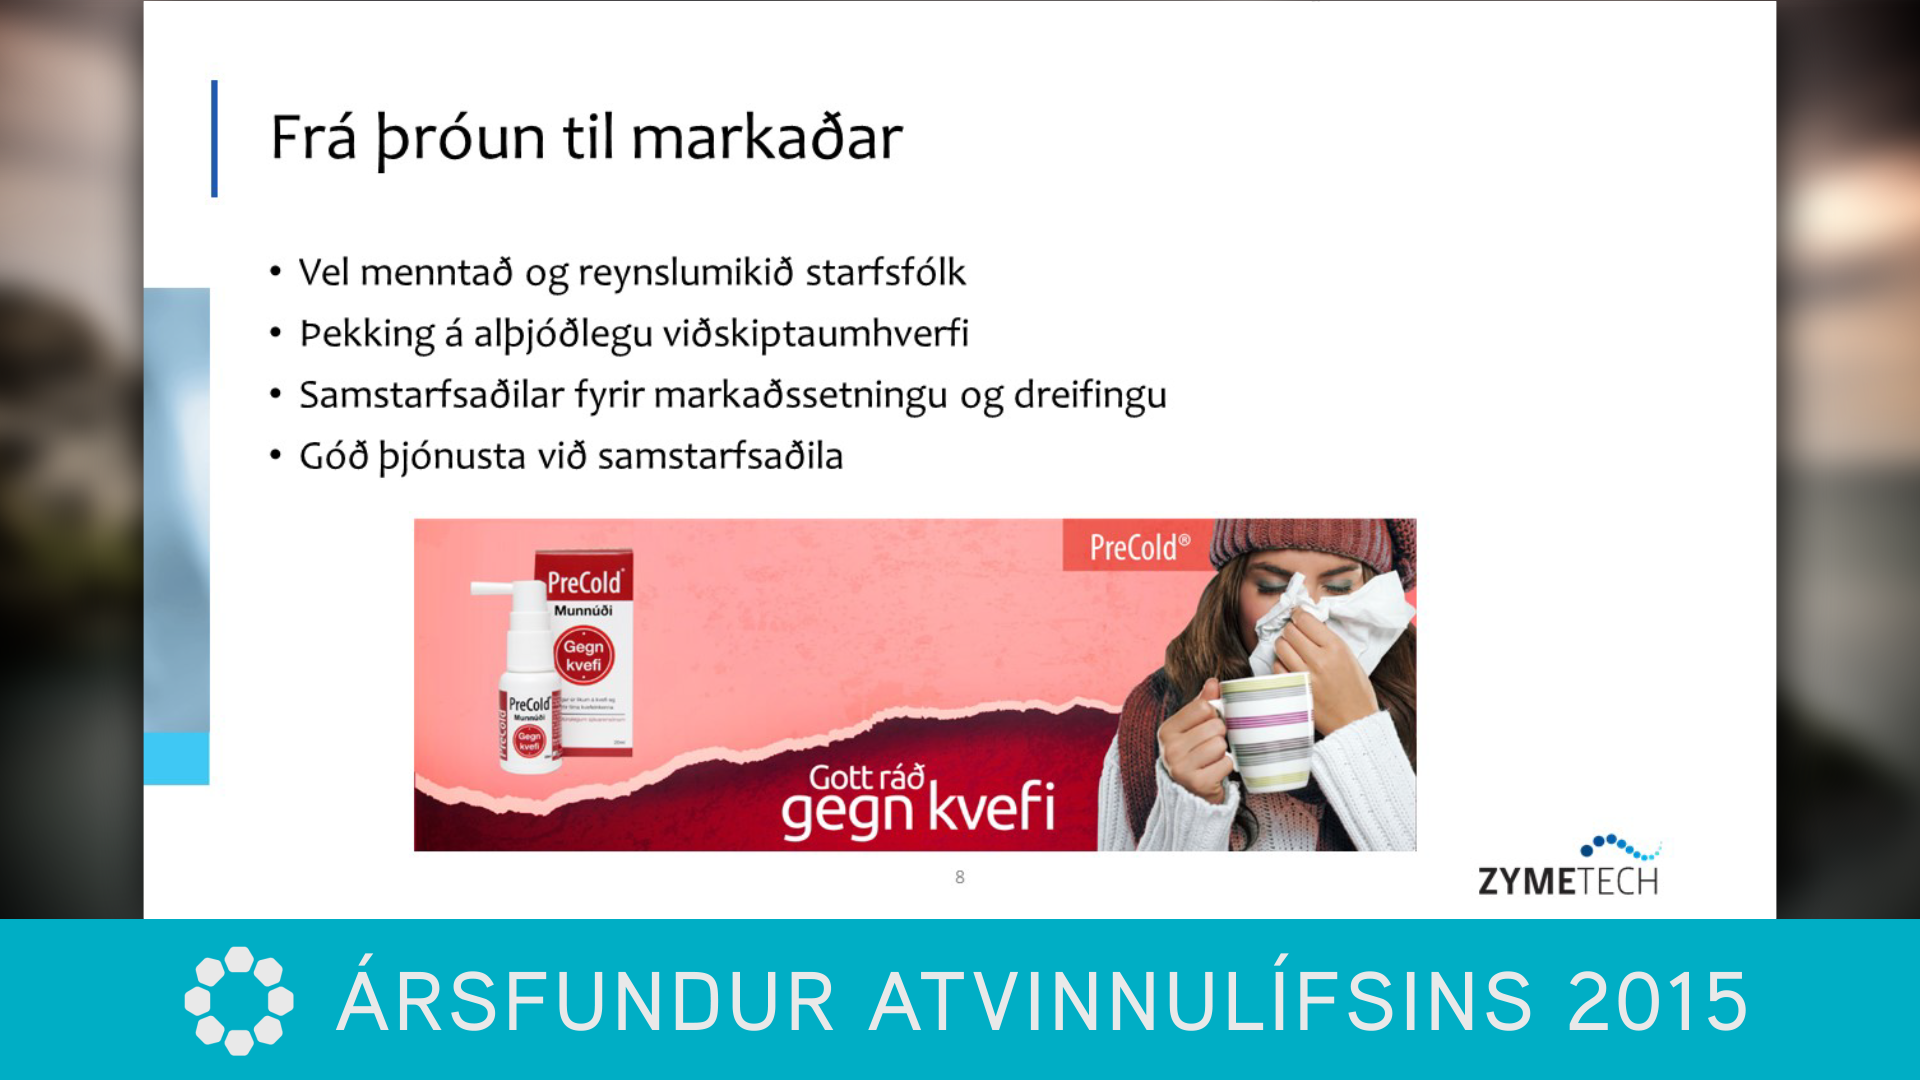 Frá þróun til markaðar
• Vel menntað og reynslumikið starfsfólk
• Þekking á alþjóðlegu viðskiptaumhverfi
• Samstarfsaðilar fyrir markaðssetningu og dreifingu
• Góð þjónusta við samstarfsaðila
PreCold®
PreCold
Munnúði
Gegn
kvefi
PreCold
Munnúði
Gegn
kvefi
PreCold
Gott ráð
gegn kvefi
8
ZYMETECH
ÁRSFUNDUR ATVINNULÍFSINS 2015